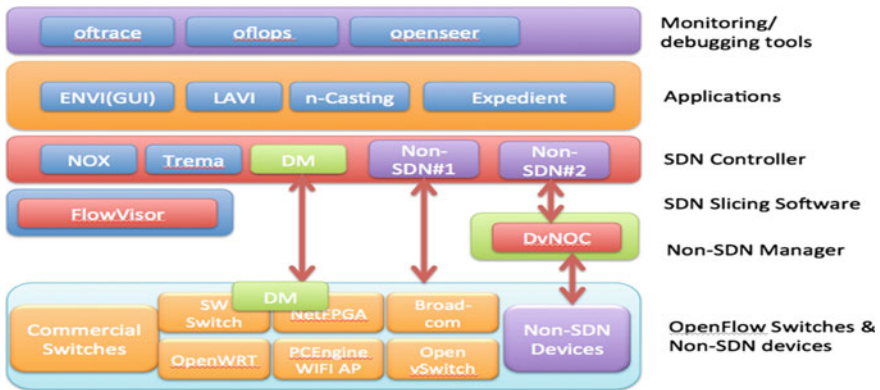 oftrace oflops openseer
Monitoring/
debugging tools
ENVI(GUI) LAVI n-Casting Expedient
Applications
NOX Trema DM Non-
SDN#1 Non-
SDN#2
SDN Controller
FlowVisor
SDN Slicing Software
DvNOC
Non-SDN Manager
Commercial
Switches
SW
Switch
DM
NetFPGA
Broad-
com
OpenWRT
PCEngine
WIFI AP
Open
vSwitch
Non-SDN
Devices
OpenFlow Switches &
Non-SDN devices